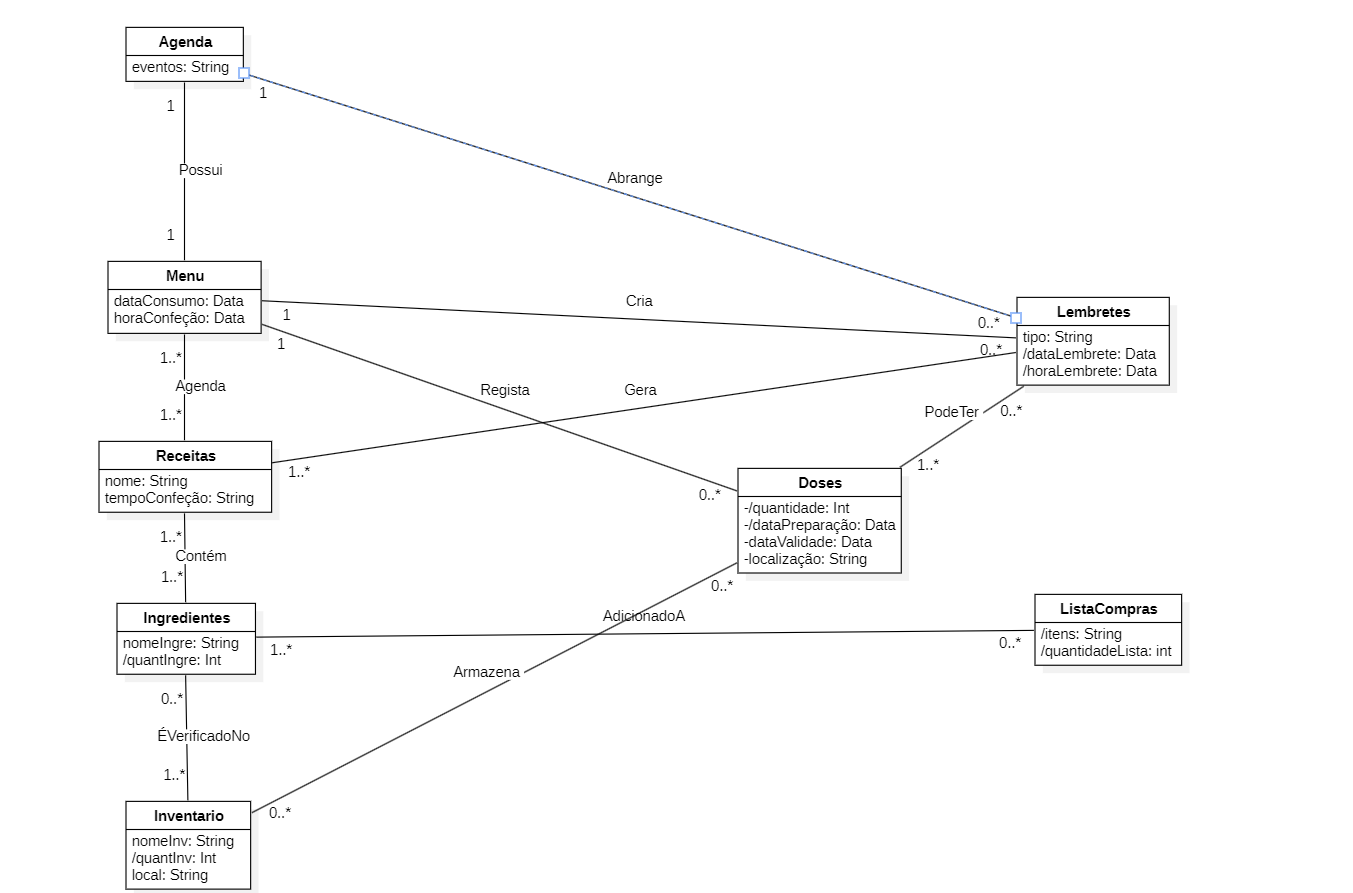 Agenda
eventos: String
1
1
Possui
Abrange
1
Menu
dataConsumo: Data
horaConfeção: Data
1
Cria
1
0..*
Lembretes
tipo: String
/dataLembrete: Data
/horaLembrete: Data
0..*
1..*
Agenda
1..*
Regista
Gera
PodeTer
0..*
Receitas
nome: String
tempoConfeção: String
1..*
1..*
0..*
Doses
-/quantidade: Int
-/dataPreparação: Data
-dataValidade: Data
-localização: String
1..*
Contém
1..*
0..*
Ingredientes
nomeIngre: String
/quantIngre: Int
AdicionadoA
1..*
0..*
ListaCompras
/itens: String
/quantidadeLista: int
Armazena
0..*
ÉVerificadoNo
1..*
0..*
Inventario
nomeInv: String
/quantInv: Int
local: String